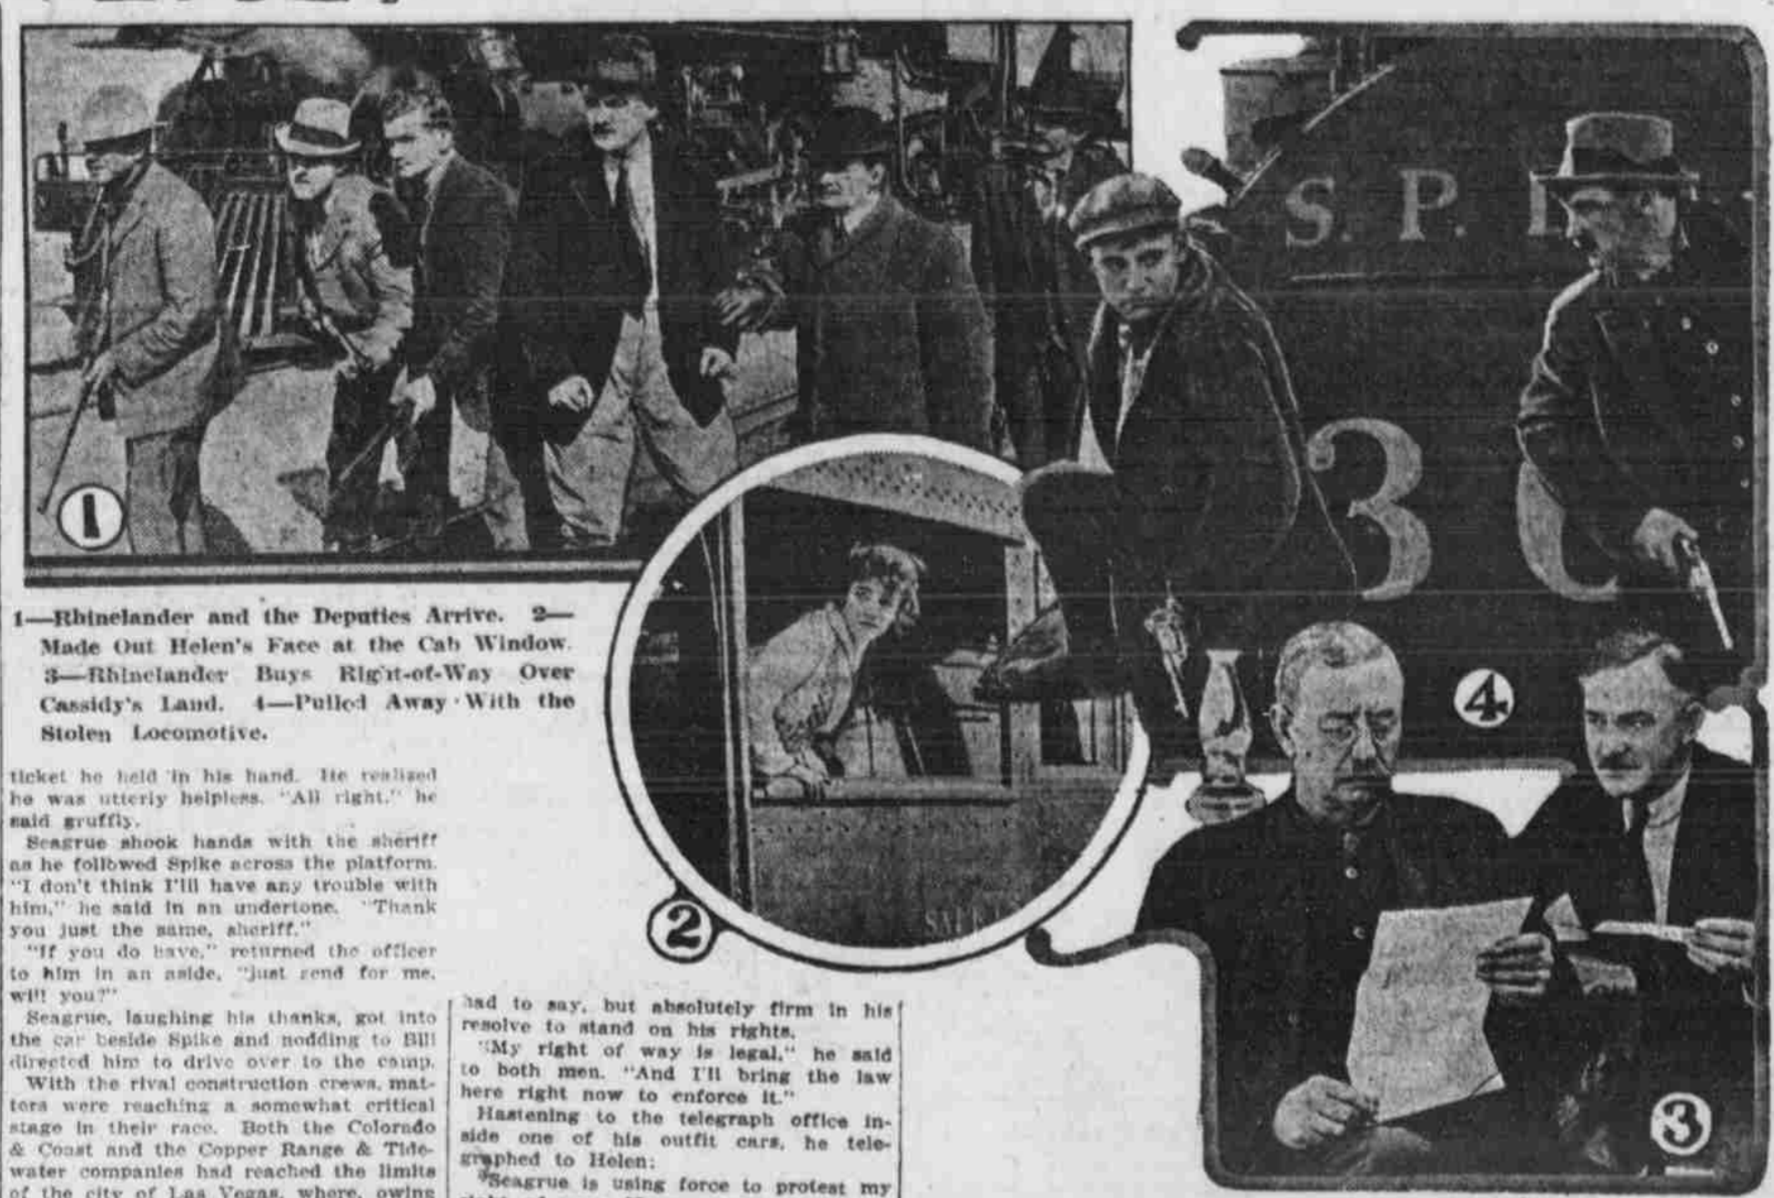 1
S. P.
3
2
4
3
1—Rhinelander and the Deputies Arrive. 2—
Made Out Helen's Face at the Cab Window.
3—Rhinelander Buys Right-of-Way Over
Cassidy's Land. 4—Pulled Away With the
Stolen Locomotive.
ticket he held in his hand. He realized
he was utterly helpless. "All right," he
said gruffly.
Seagrue shook hands with the sheriff
as he followed Spike across the platform.
"I don't think I'lll have any trouble with
him," he said in an undertone. "Thank
you just the same, sheriff."
"If you do have," returned the officer
to him in an aside, "just send for me,
will you?"
Seagrue, laughing his thanks, got into
the car beside Spike and nodding to Bill
directed him to drive over to the camp.
With the rival construction crews, mat-
ters were reaching a somewhat critical
stage in their race. Both the Colorado
& Coast and the Copper Range & Tide-
water companies had reached the limits
of the city of Las Vegas, where, owing
had to say, but absolutely firm in his
resolve to stand on his rights.
"My right of way is legal," he said
to both men. "And I'll bring the law
here right now to enforce it."
Hastening to the telegraph office in-
side one of his outfit cars, he tele-
graphed to Helen:
"Seagrue is using force to protest my